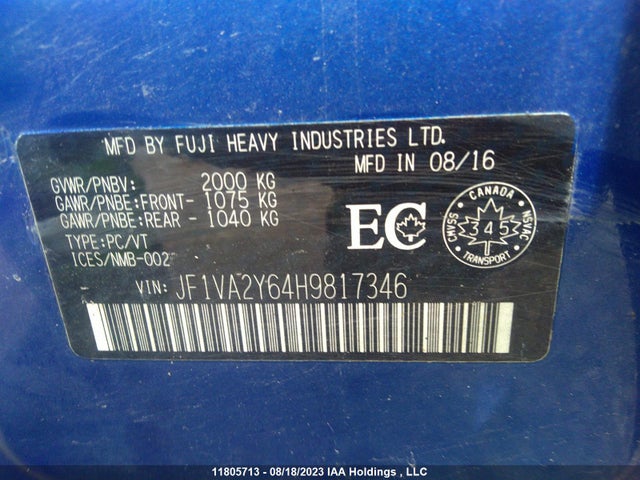 MFD BY FUJI HEAVY INDUSTRIES LTD.
MFD IN 08/16
GVWR/PNBV: 2000 KG
GAWR/PNBE:FRONT- 1075 KG
GAWR/PNBE:REAR - 1040 KG
TYPE:PC/VT
ICES/NMB-002
EC
CANADA
CMVSS 345 NSVAC
TRANSPORT
VIN: JF1VA2Y64H9817346
11805713 - 08/18/2023 IAA Holdings , LLC